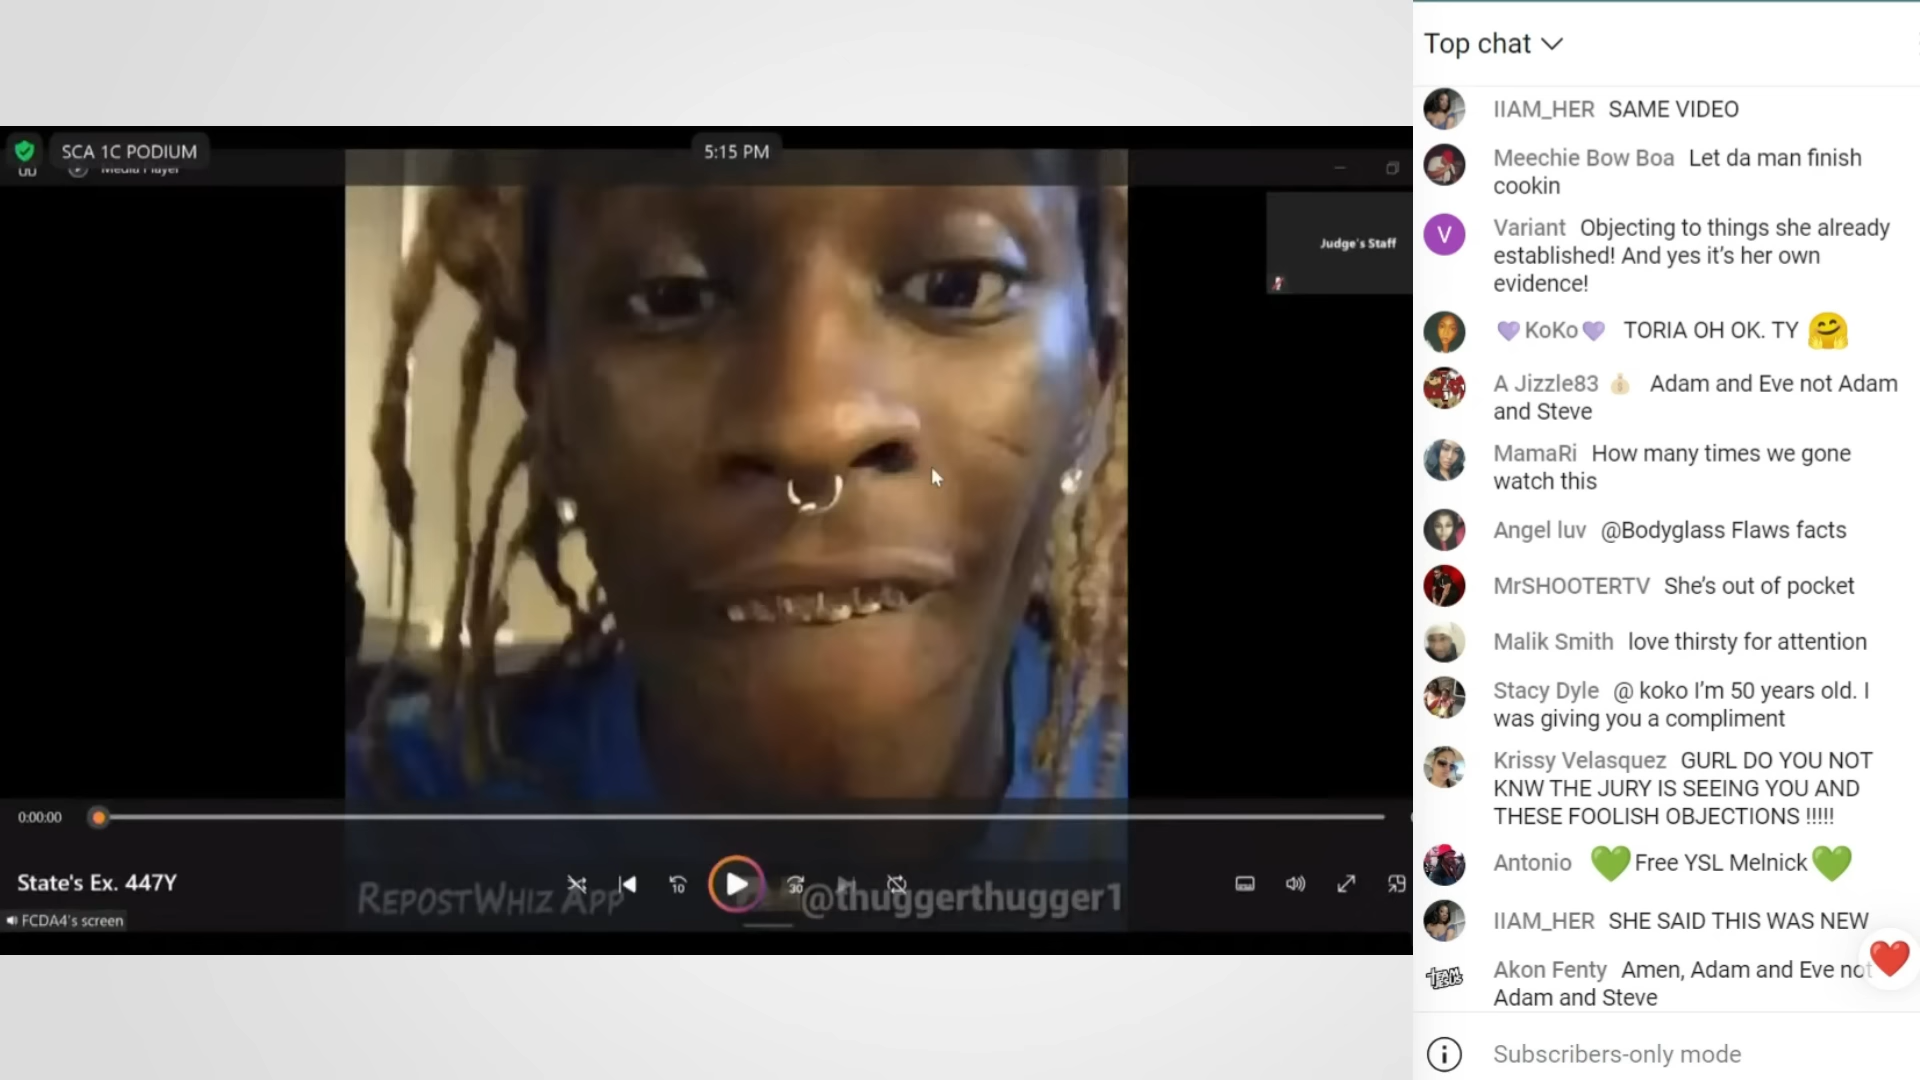 SCA 1C PODIUM
5:15 PM
Media Player
Judge's Staff
0:00:00
State's Ex. 447Y
10
30
REPOSTWHIZ APP
@thuggerthugger1
FCDA4's screen
Top chat
IIAM_HER SAME VIDEO
Meechie Bow Boa Let da man finish
cookin
V
Variant Objecting to things she already
established! And yes it’s her own
evidence!
💜KoKo💜 TORIA OH OK. TY 🤗
A Jizzle83 💰 Adam and Eve not Adam
and Steve
MamaRi How many times we gone
watch this
Angel luv @Bodyglass Flaws facts
MrSHOOTERTV She’s out of pocket
Malik Smith love thirsty for attention
Stacy Dyle @ koko I’m 50 years old. I
was giving you a compliment
Krissy Velasquez GURL DO YOU NOT
KNW THE JURY IS SEEING YOU AND
THESE FOOLISH OBJECTIONS !!!!!
Antonio 💚Free YSL Melnick💚
IIAM_HER SHE SAID THIS WAS NEW
TEAM
JESUS
Akon Fenty Amen, Adam and Eve not
Adam and Steve
Subscribers-only mode